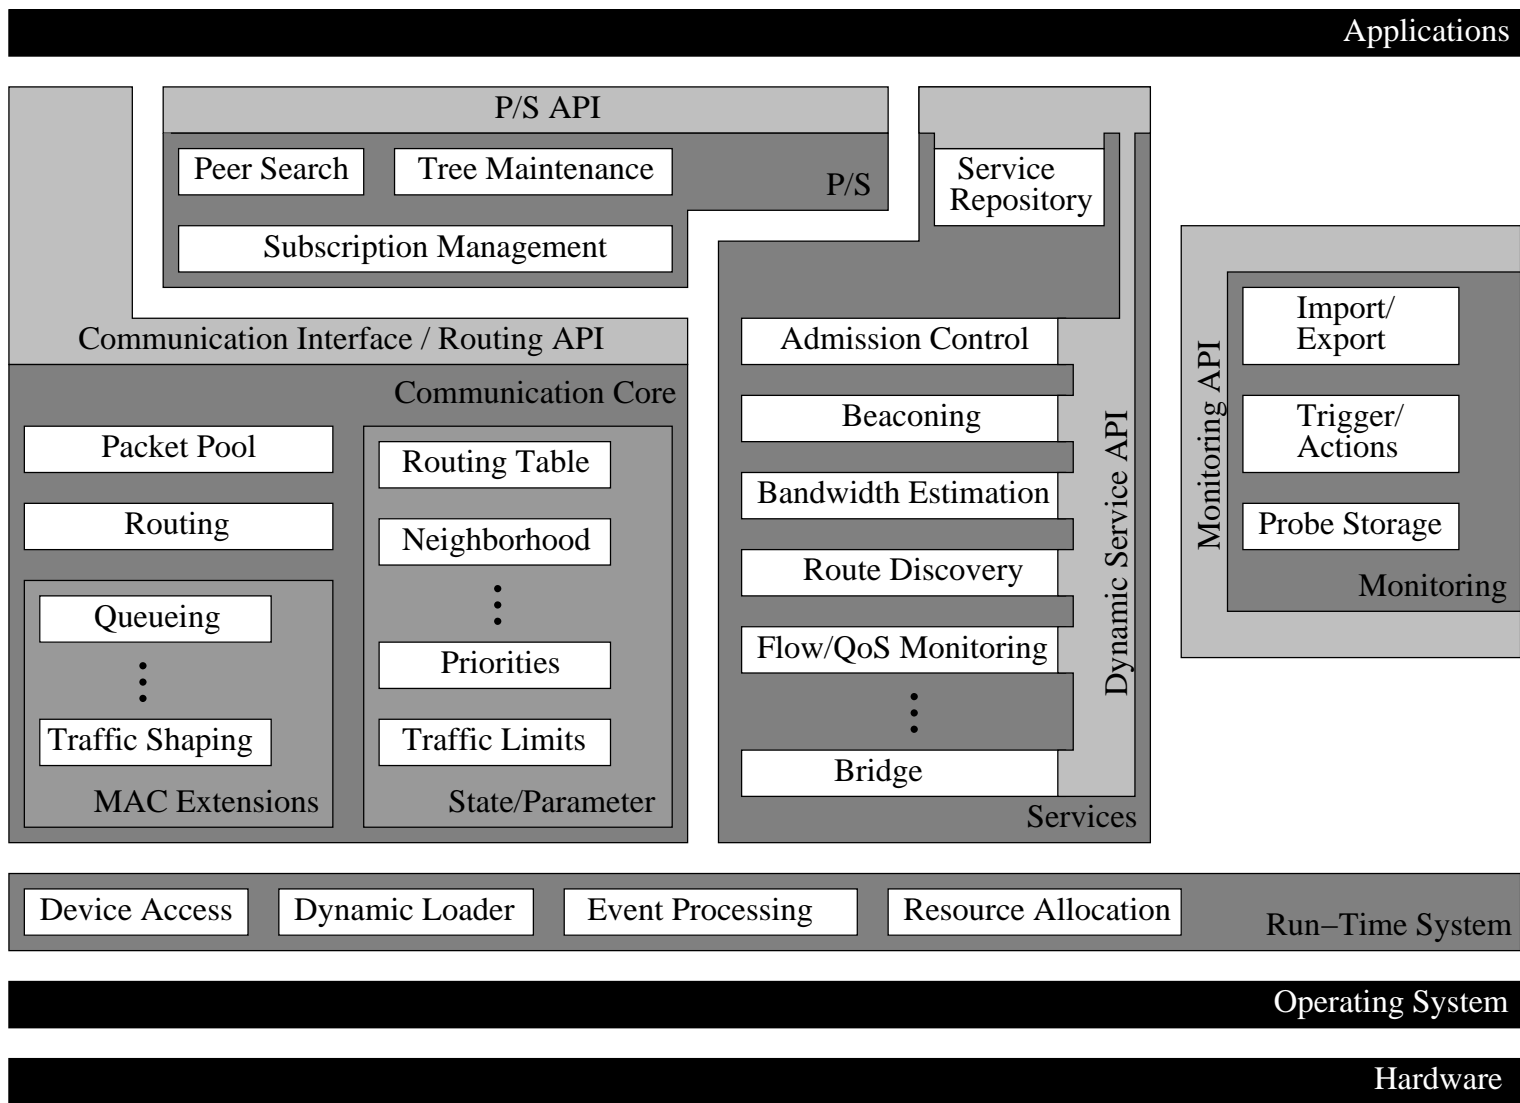 Applications
P/S API
Peer Search
Tree Maintenance
P/S
Subscription Management
Communication Interface / Routing API
Communication Core
Packet Pool
Routing
Queueing
Traffic Shaping
MAC Extensions
Routing Table
Neighborhood
Priorities
Traffic Limits
State/Parameter
Service
Repository
Admission Control
Beaconing
Bandwidth Estimation
Route Discovery
Flow/QoS Monitoring
Bridge
Dynamic Service API
Services
Monitoring API
Import/
Export
Trigger/
Actions
Probe Storage
Monitoring
Device Access
Dynamic Loader
Event Processing
Resource Allocation
Run−Time System
Operating System
Hardware